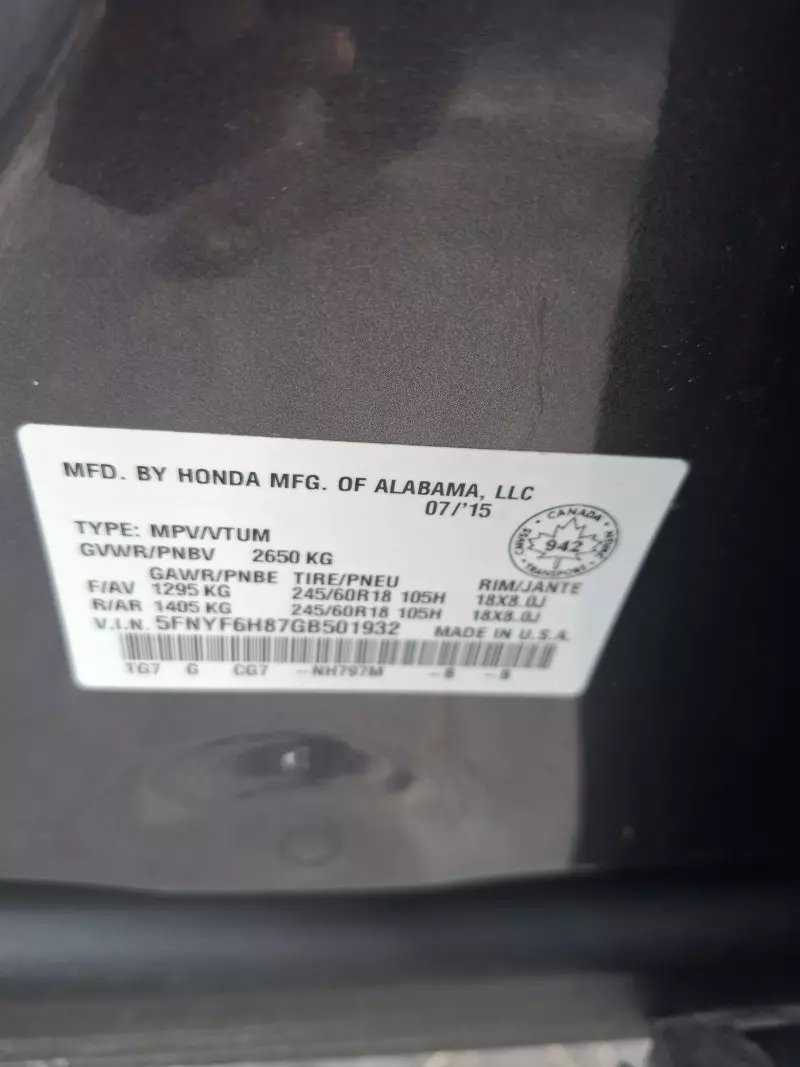 MFD. BY HONDA MFG. OF ALABAMA, LLC
07/'15
TYPE: MPV/VTUM
GVWR/PNBV 2650 KG
GAWR/PNBE TIRE/PNEU RIM/JANTE
F/AV 1295 KG 245/60R18 105H 18X8.0J
R/AR 1405 KG 245/60R18 105H 18X8.0J
V.I.N. 5FNYF6H87GB501932 MADE IN U.S.A.
TG7 G CG7 -NH797M
CANADA
942
TRANSPORT